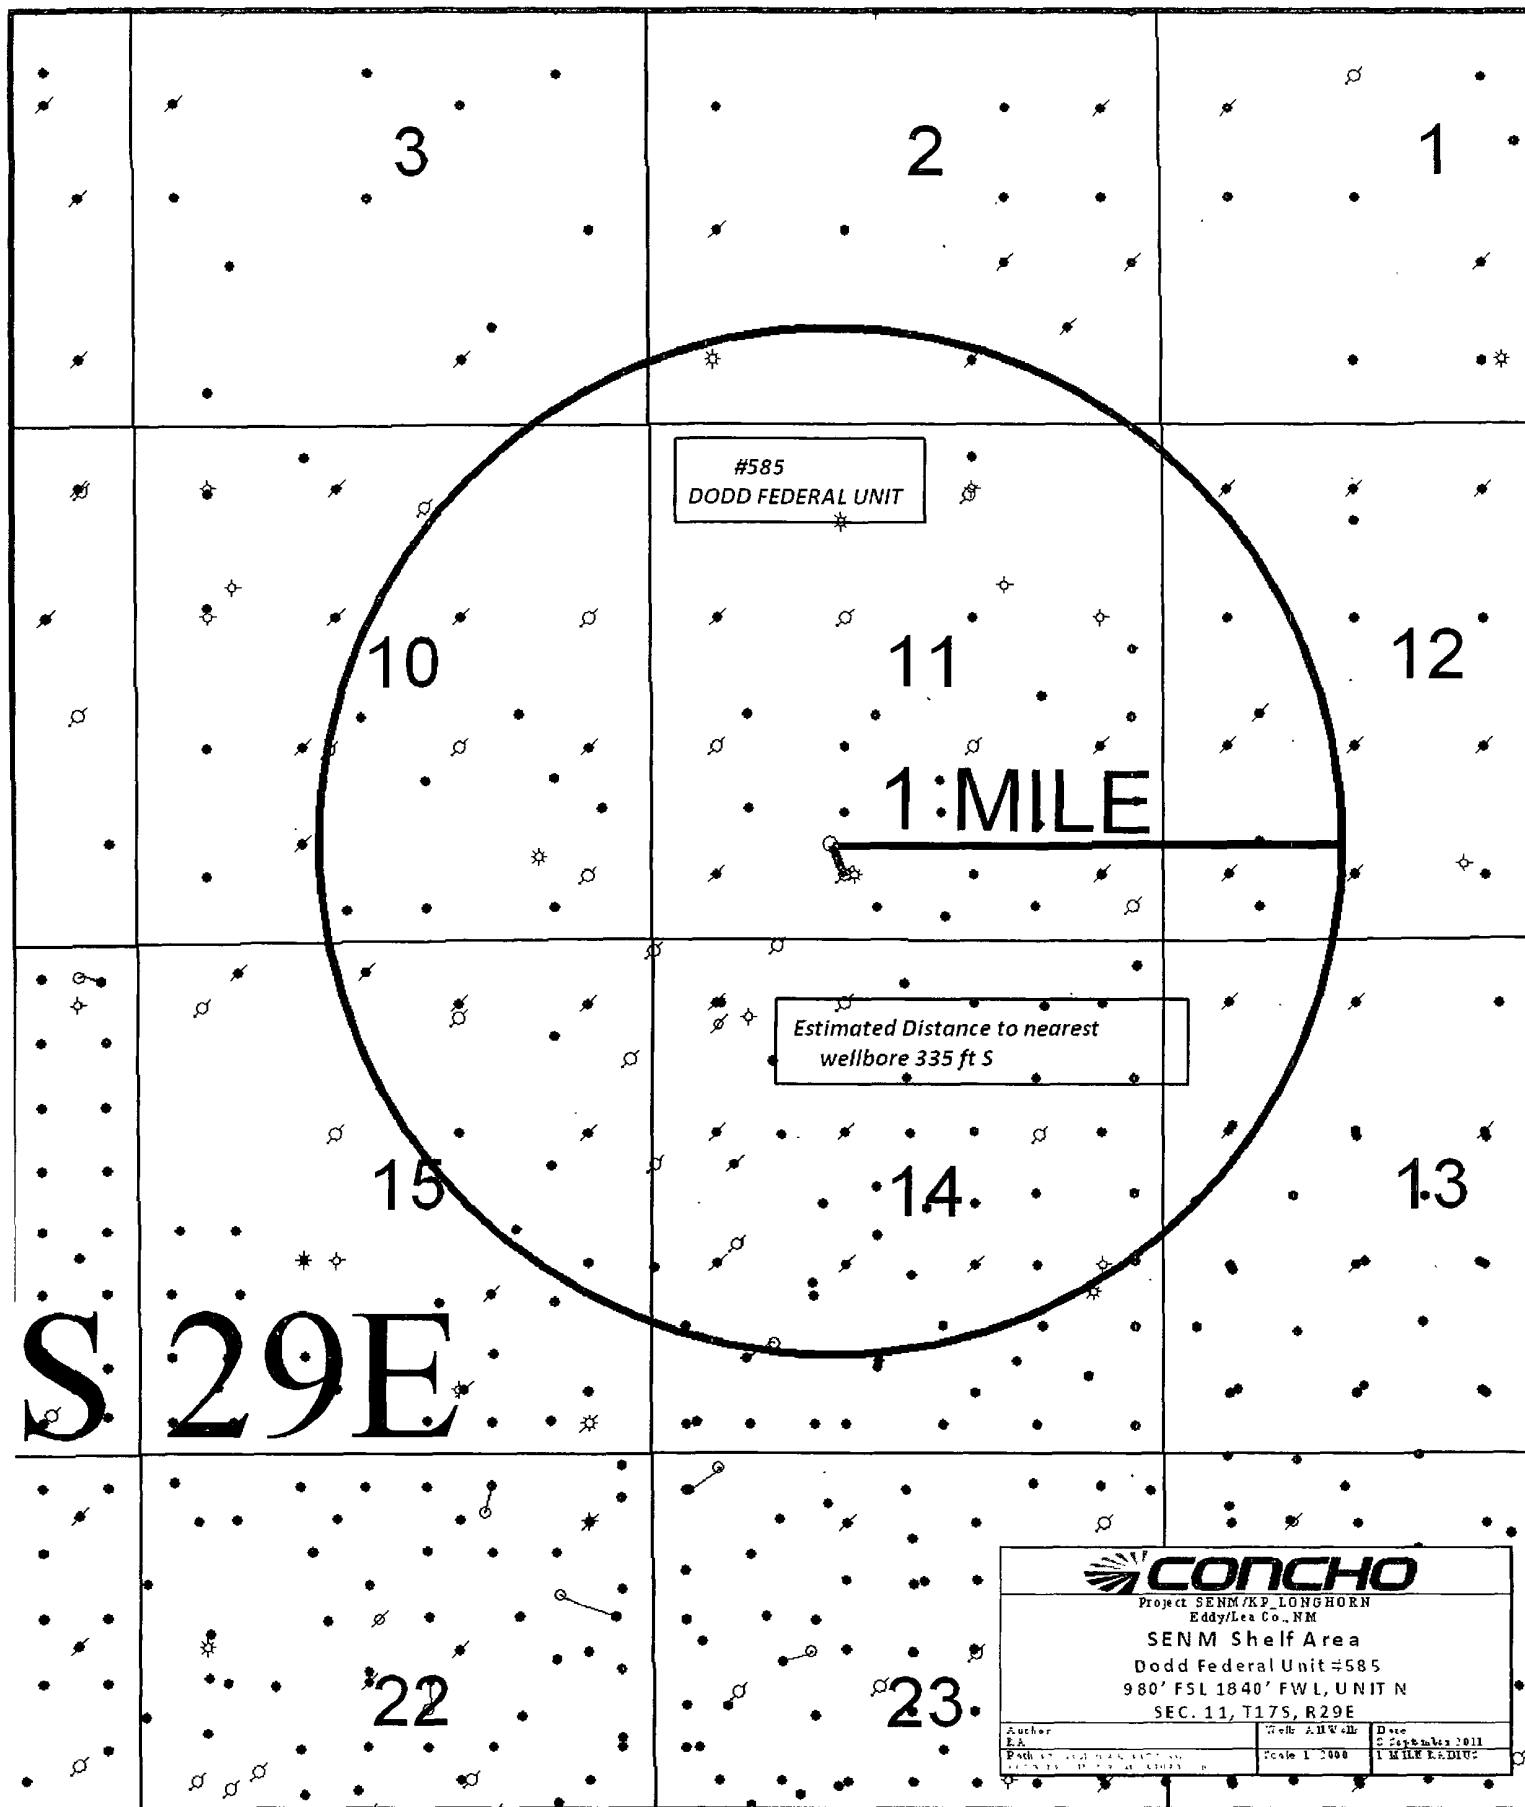 3
2
1
#585
DODD FEDERAL UNIT
10
11
12
1 MILE
Estimated Distance to nearest
wellbore 335 ft S
15
14
13
S 29E
CONCHO
Project SENM/KP_LONGHORN
Eddy/Lea Co., NM
SENM Shelf Area
Dodd Federal Unit #585
980' FSL 1840' FWL, UNIT N
SEC. 11, T17S, R29E
22
23
Author
Date
September 2011
1 MILE RADIUS